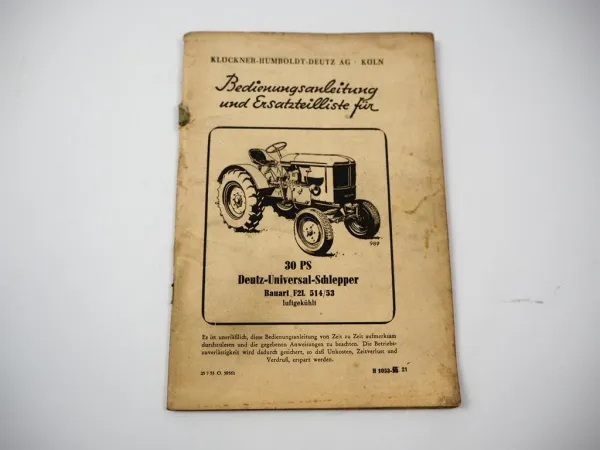 KLÖCKNER-HUMBOLDT-DEUTZ AG · KÖLN
Bedienungsanleitung
und Ersatzteilliste für
30 PS
Deutz-Universal-Schlepper
Bauart F2L 514/53
luftgekühlt
Es ist unerläßlich, diese Bedienungsanleitung von Zeit zu Zeit aufmerksam
durchzulesen und die gegebenen Anweisungen zu beachten. Die Betriebs-
zuverlässigkeit wird dadurch gesichert, so daß Unkosten, Zeitverlust und
Verdruß, erspart werden.
H 1033- 21